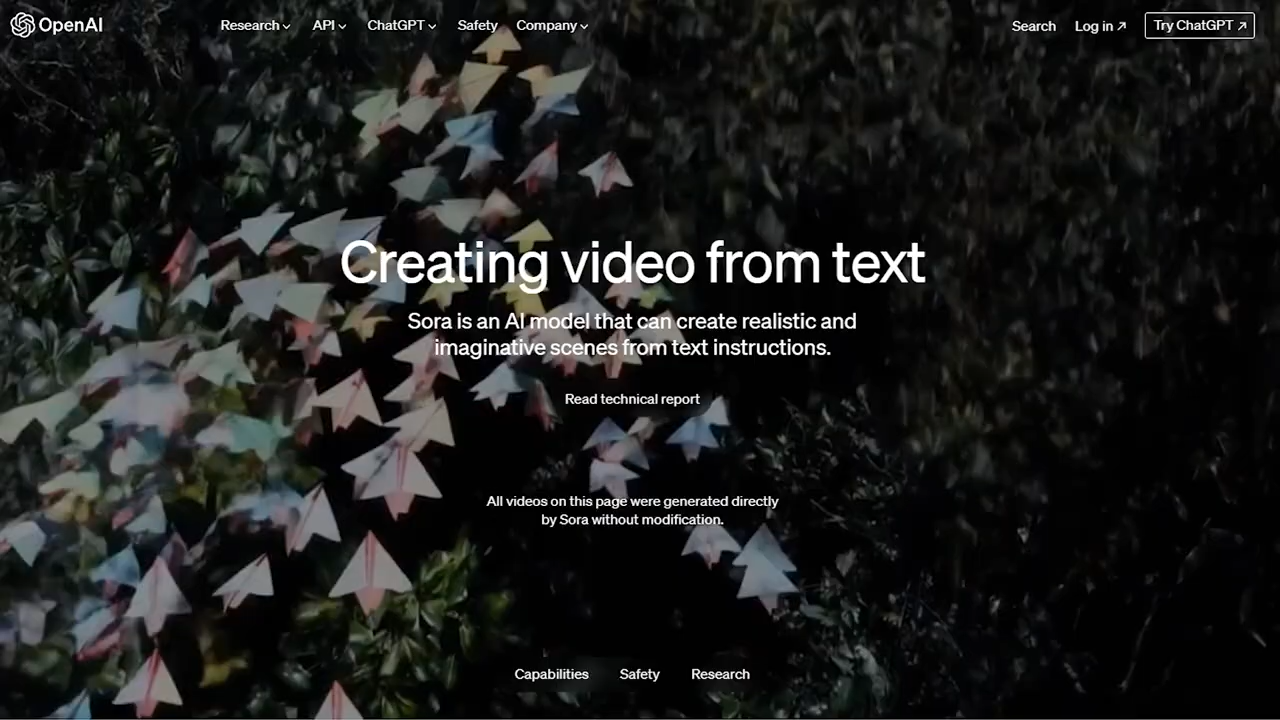 OpenAI
Research API ChatGPT Safety Company
Search Log in Try ChatGPT
Creating video from text
Sora is an AI model that can create realistic and
imaginative scenes from text instructions.
Read technical report
All videos on this page were generated directly
by Sora without modification.
Capabilities Safety Research